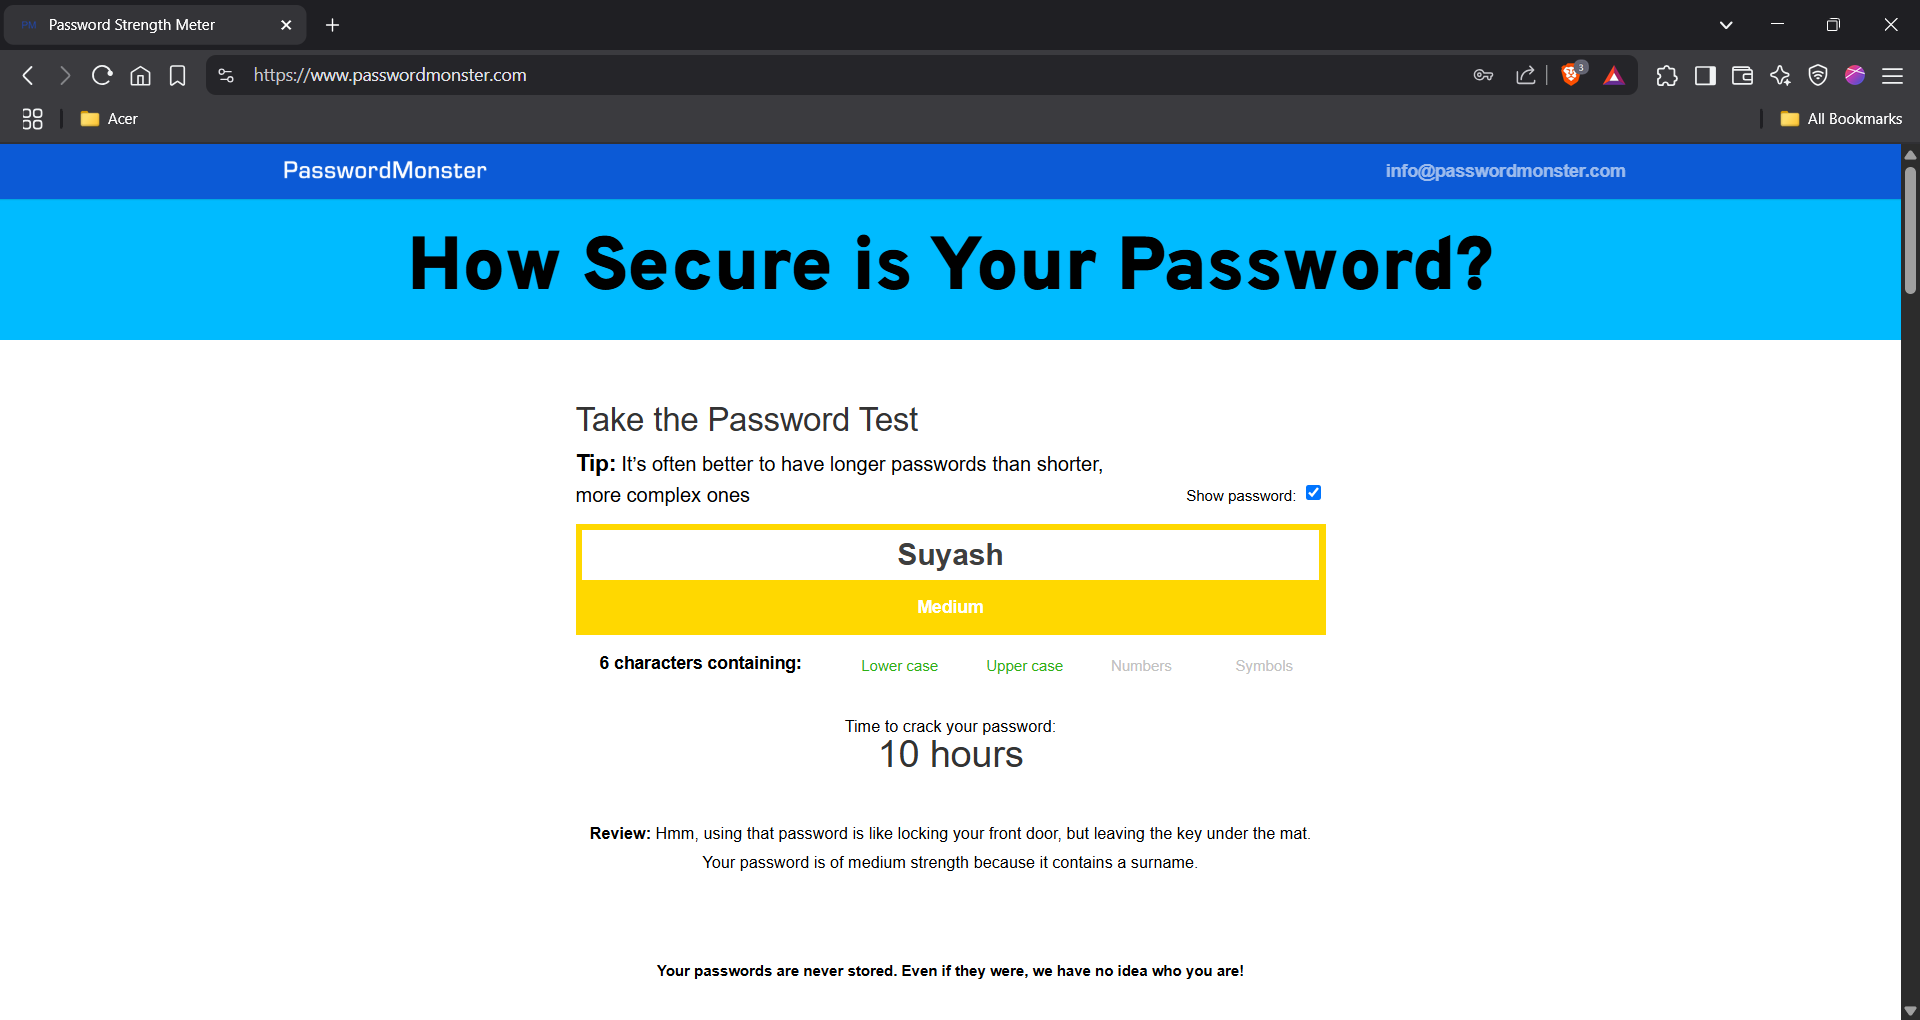 Password Strength Meter
https://www.passwordmonster.com
3
Acer
All Bookmarks
PasswordMonster
info@passwordmonster.com
How Secure is Your Password?
Take the Password Test
Tip: It's often better to have longer passwords than shorter,
more complex ones
Show password:
Suyash
Medium
6 characters containing:
Lower case
Upper case
Numbers
Symbols
Time to crack your password:
10 hours
Review: Hmm, using that password is like locking your front door, but leaving the key under the mat.
Your password is of medium strength because it contains a surname.
Your passwords are never stored. Even if they were, we have no idea who you are!